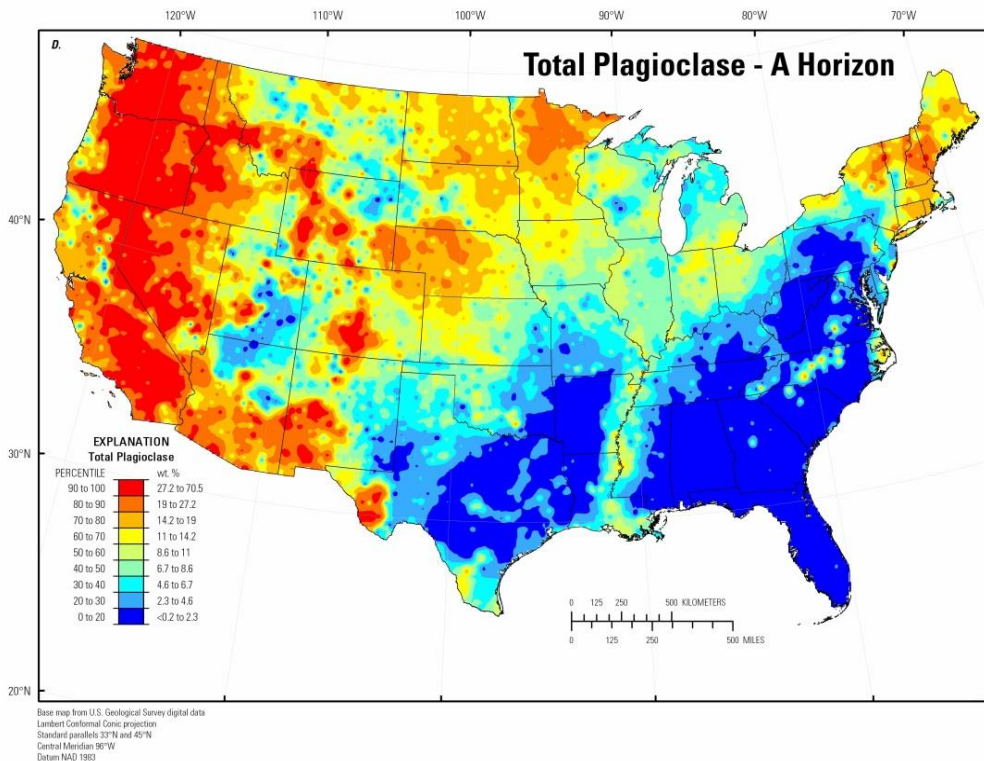 120°W 110°W 100°W 90°W 80°W 70°W
D.
Total Plagioclase - A Horizon
40°N
30°N
20°N
EXPLANATION
Total Plagioclase
PERCENTILE wt. %
90 to 100 27.2 to 70.5
80 to 90 19 to 27.2
70 to 80 14.2 to 19
60 to 70 11 to 14.2
50 to 60 8.6 to 11
40 to 50 6.7 to 8.6
30 to 40 4.6 to 6.7
20 to 30 2.3 to 4.6
0 to 20 <0.2 to 2.3
0 125 250 500 KILOMETERS
0 125 250 500 MILES
Base map from U.S. Geological Survey digital data
Lambert Conformal Conic projection
Standard parallels 33°N and 45°N
Central Meridian 96°W
Datum NAD 1983